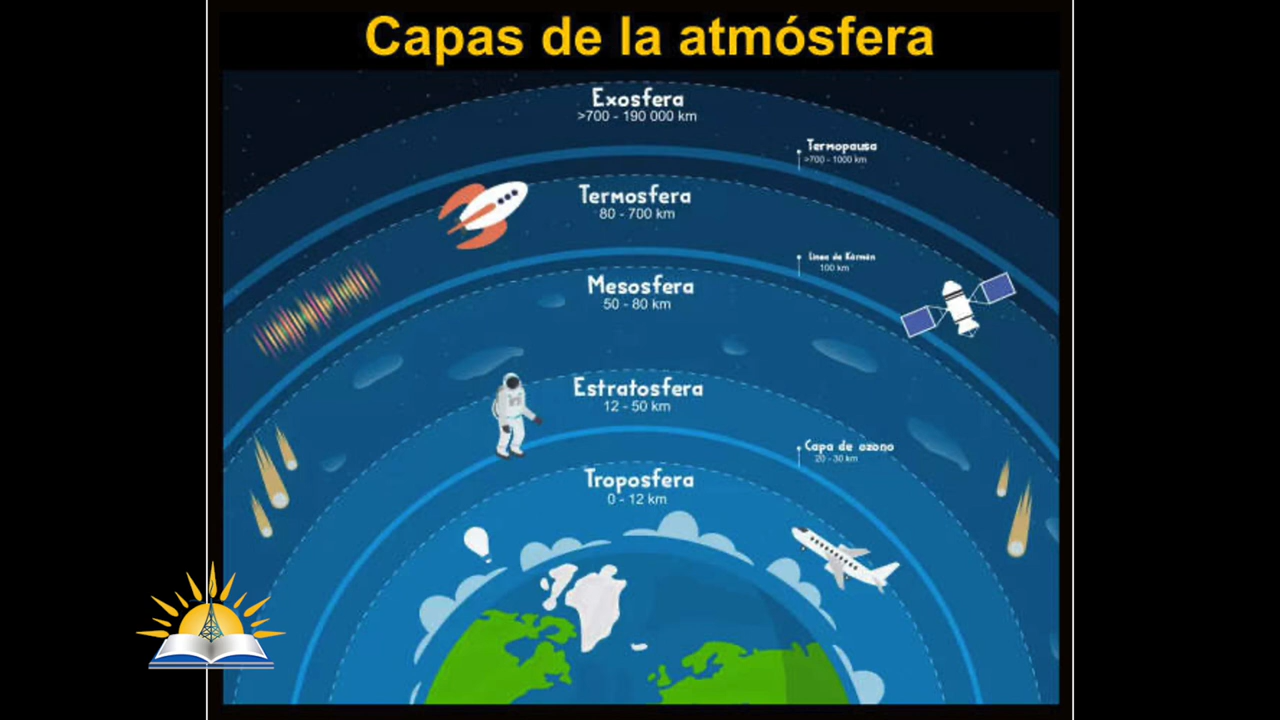 Capas de la atmósfera
Exosfera
>700 - 190 000 km
Termopausa
>700 - 1000 km
Termosfera
80 - 700 km
Línea de Kármán
100 km
Mesosfera
50 - 80 km
Estratosfera
12 - 50 km
Capa de ozono
20 - 30 km
Troposfera
0 - 12 km